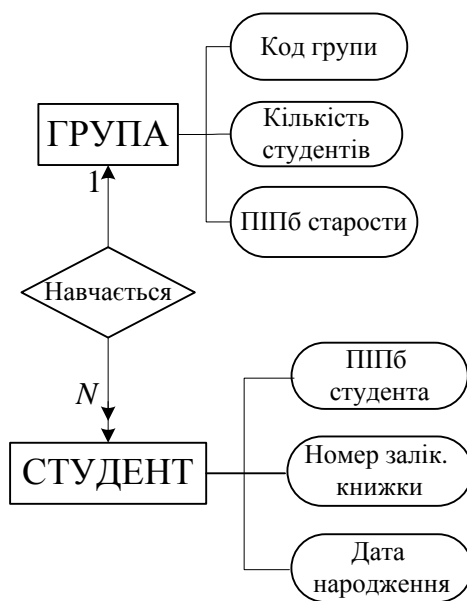 Код групи
ГРУПА
Кількість
студентів
1
ПІПб старости
Навчається
ПІПб
студента
N
СТУДЕНТ
Номер залік.
книжки
Дата
народження